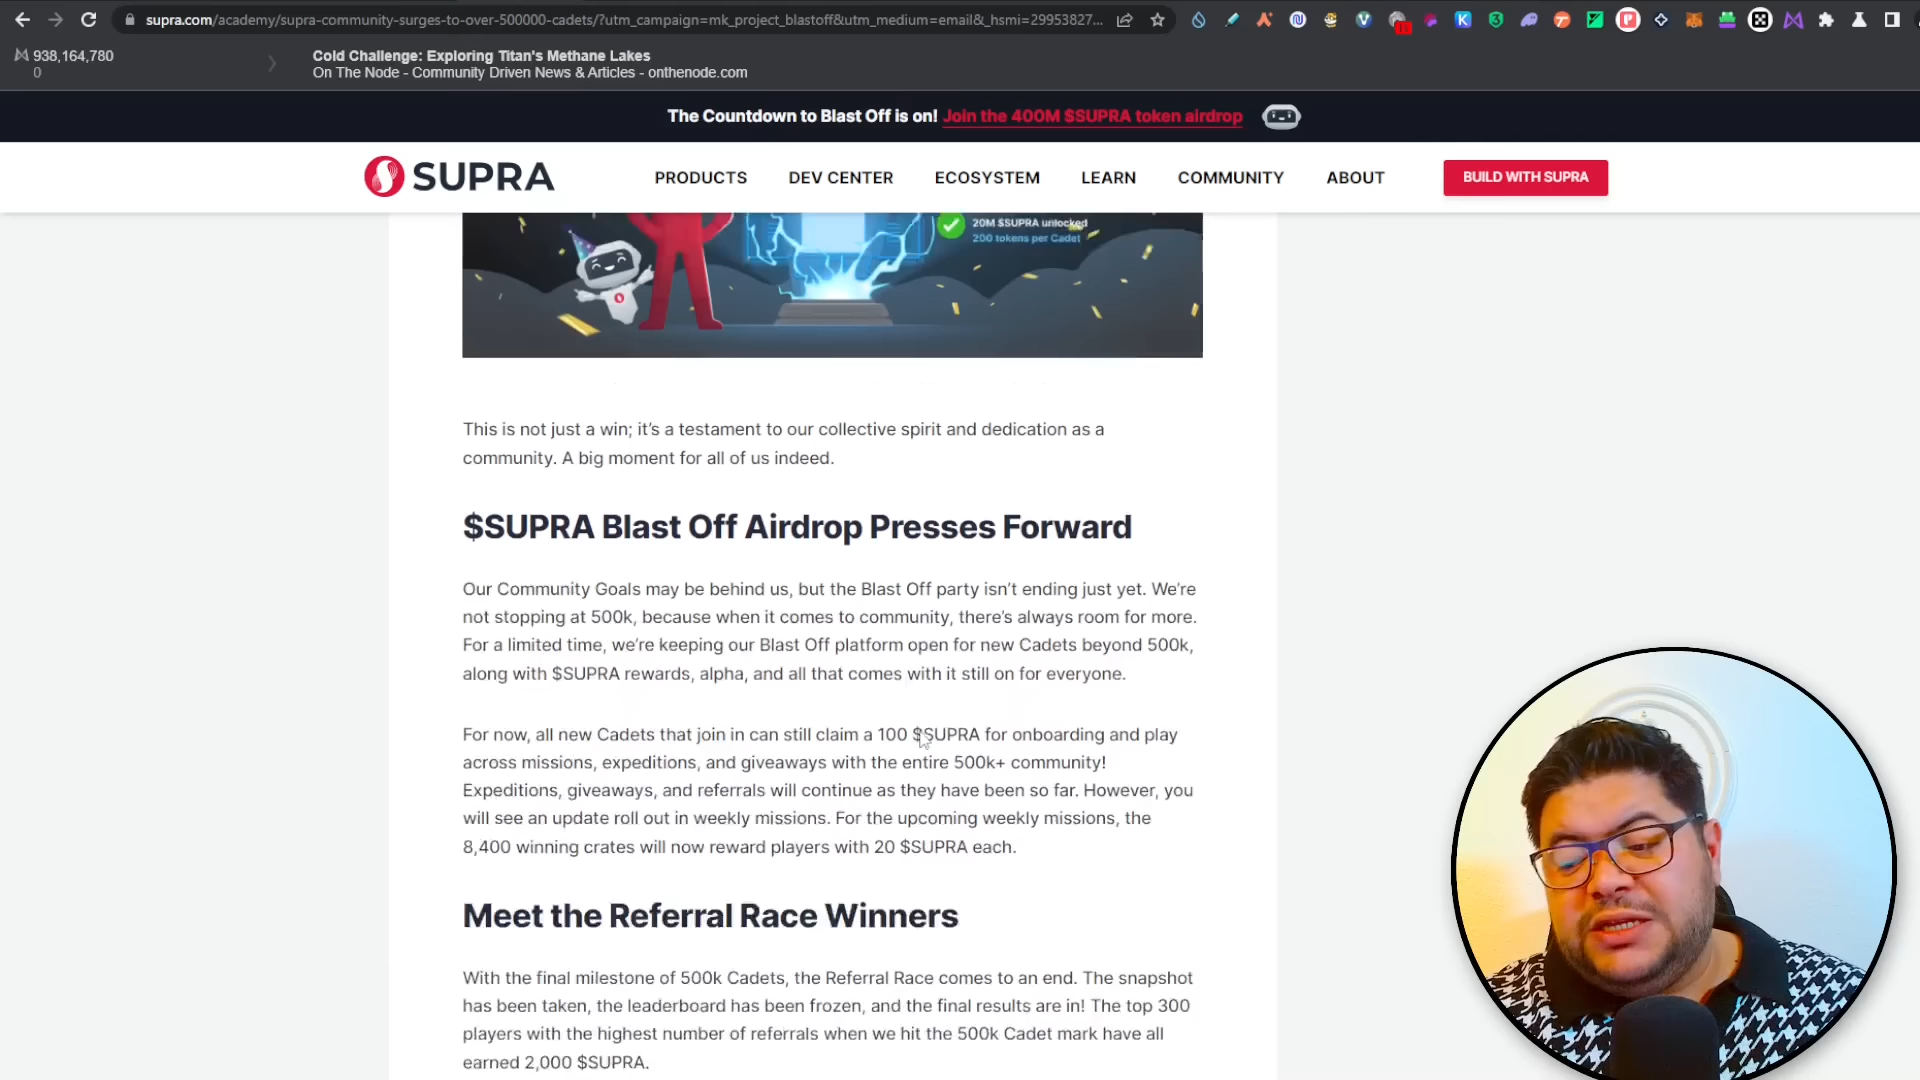 supra.com/academy/supra-community-surges-to-over-500000-cadets/?utm_campaign=mk_project_blastoff&utm_medium=email&_hsmi=29953827...
938,164,780
0
Cold Challenge: Exploring Titan's Methane Lakes
On The Node - Community Driven News & Articles - onthenode.com
The Countdown to Blast Off is on! Join the 400M $SUPRA token airdrop
SUPRA
PRODUCTS DEV CENTER ECOSYSTEM LEARN COMMUNITY ABOUT BUILD WITH SUPRA
20M $SUPRA unlocked
200 tokens per Cadet
This is not just a win; it’s a testament to our collective spirit and dedication as a
community. A big moment for all of us indeed.
$SUPRA Blast Off Airdrop Presses Forward
Our Community Goals may be behind us, but the Blast Off party isn’t ending just yet. We’re
not stopping at 500k, because when it comes to community, there’s always room for more.
For a limited time, we’re keeping our Blast Off platform open for new Cadets beyond 500k,
along with $SUPRA rewards, alpha, and all that comes with it still on for everyone.
For now, all new Cadets that join in can still claim a 100 $SUPRA for onboarding and play
across missions, expeditions, and giveaways with the entire 500k+ community!
Expeditions, giveaways, and referrals will continue as they have been so far. However, you
will see an update roll out in weekly missions. For the upcoming weekly missions, the
8,400 winning crates will now reward players with 20 $SUPRA each.
Meet the Referral Race Winners
With the final milestone of 500k Cadets, the Referral Race comes to an end. The snapshot
has been taken, the leaderboard has been frozen, and the final results are in! The top 300
players with the highest number of referrals when we hit the 500k Cadet mark have all
earned 2,000 $SUPRA.